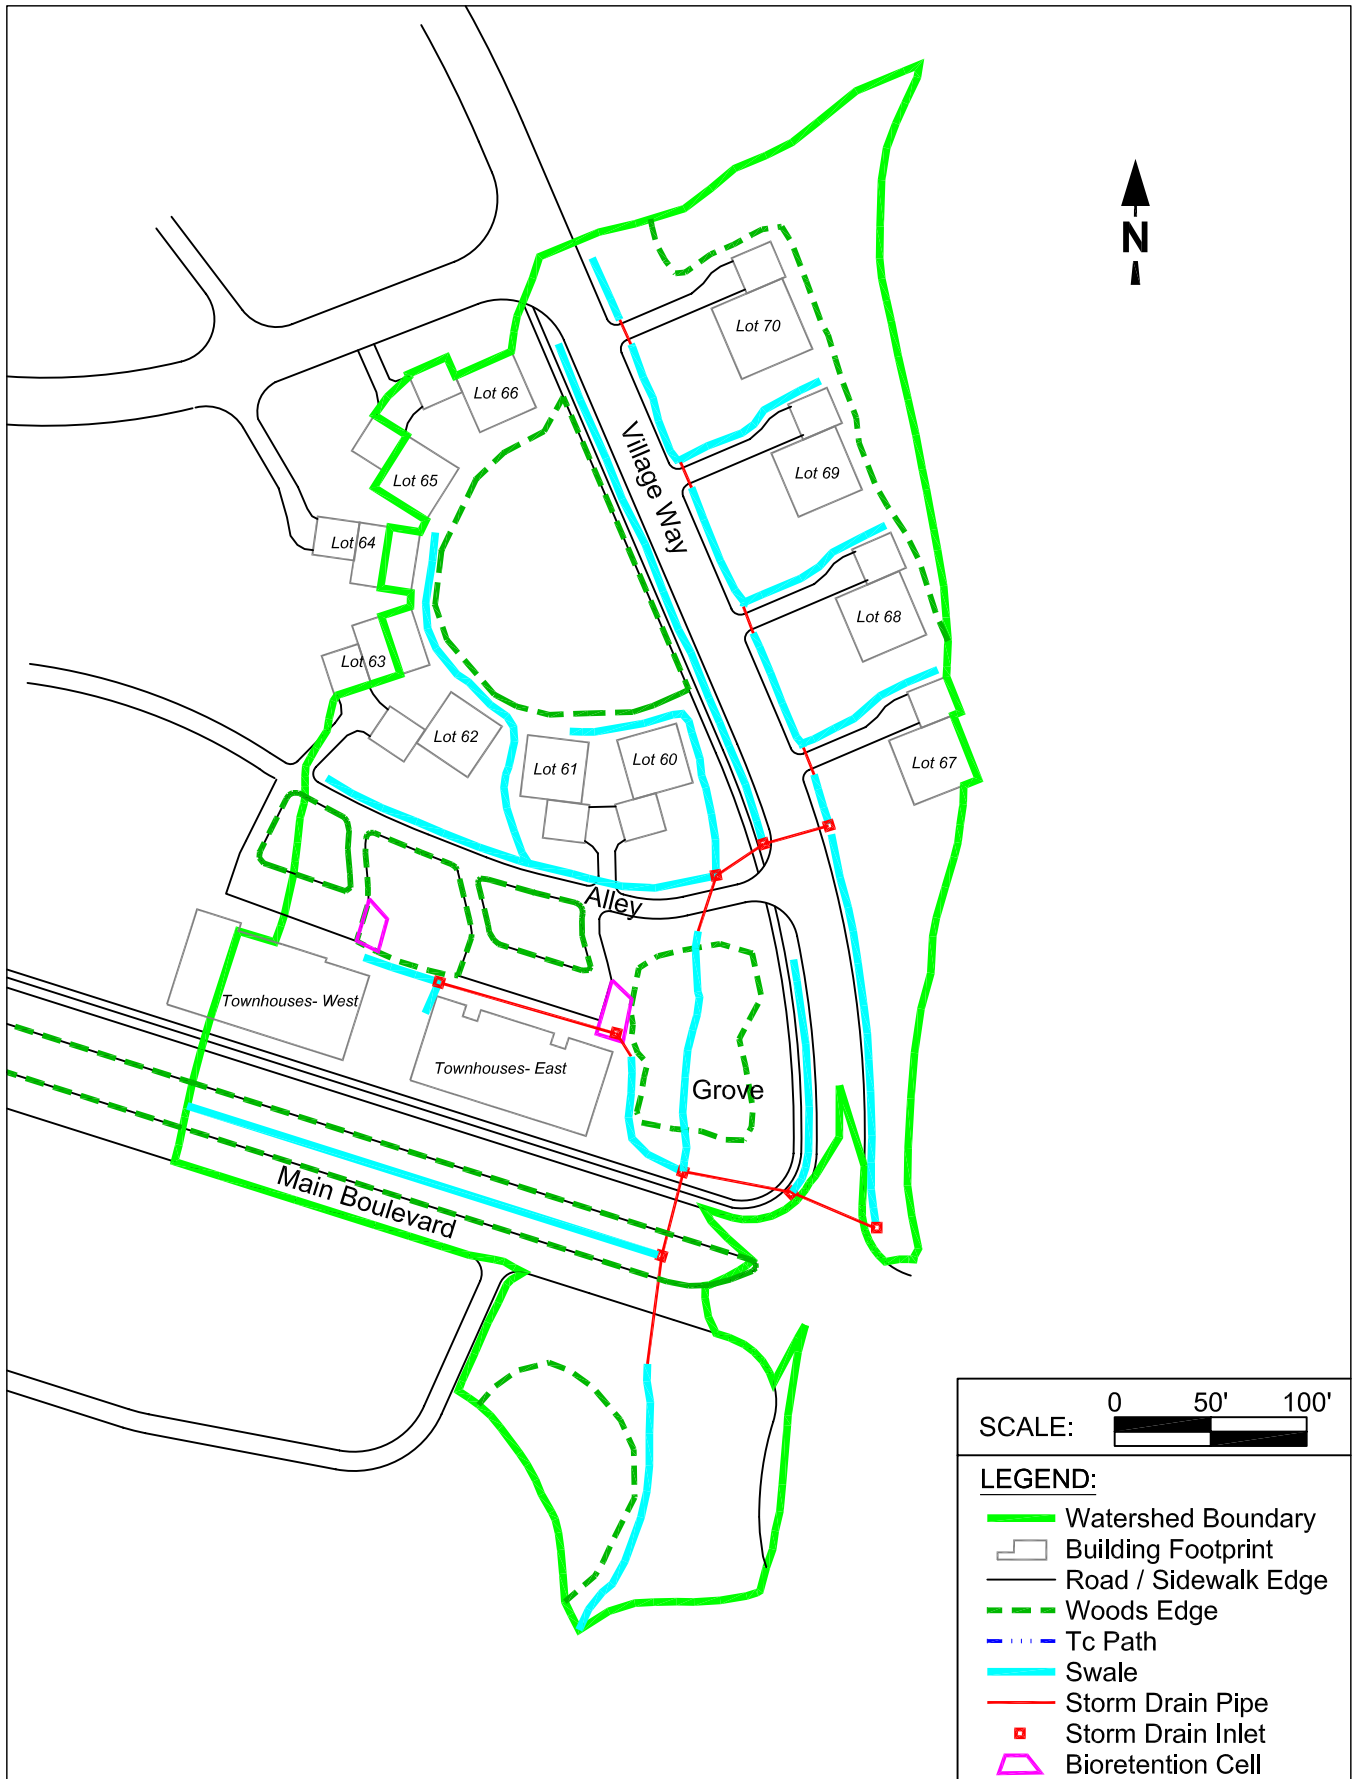 N
Lot 70
Lot 66
Village Way
Lot 69
Lot 65
Lot 64
Lot 68
Lot 63
Lot 62
Lot 60
Lot 61
Lot 67
Alley
Townhouses- West
Townhouses- East
Grove
Main Boulevard
0 50' 100'
SCALE:
LEGEND:
Watershed Boundary
Building Footprint
Road / Sidewalk Edge
Woods Edge
Tc Path
Swale
Storm Drain Pipe
Storm Drain Inlet
Bioretention Cell